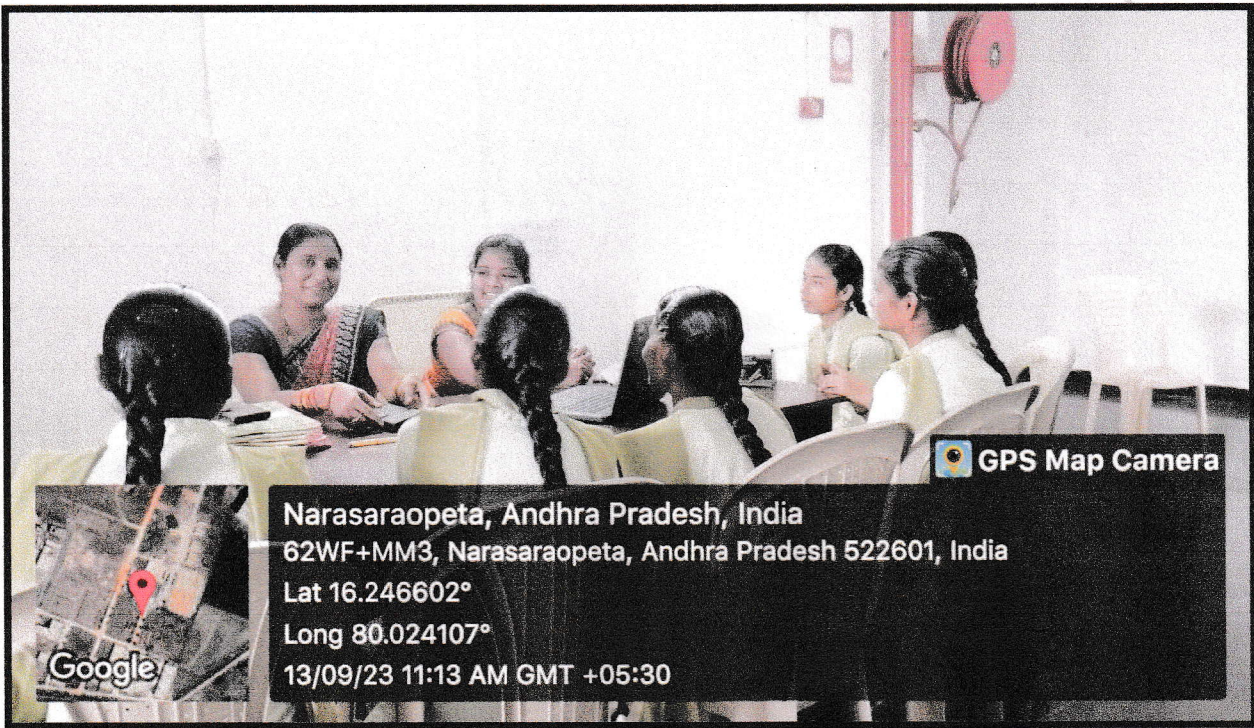 GPS Map Camera
Narasaraopeta, Andhra Pradesh, India
62WF+MM3, Narasaraopeta, Andhra Pradesh 522601, India
Lat 16.246602°
Long 80.024107°
13/09/23 11:13 AM GMT +05:30
Google